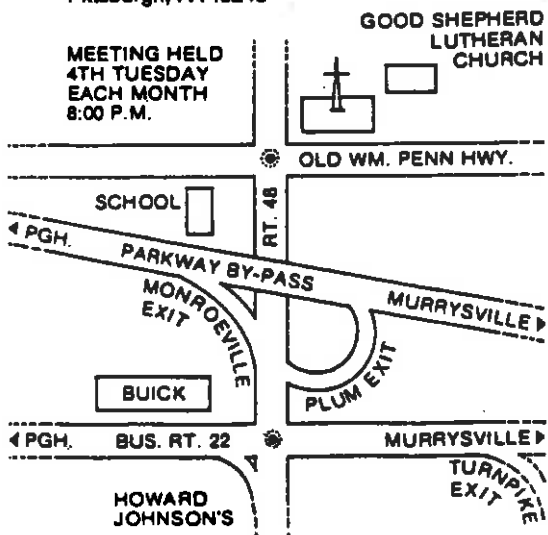 MEETING HELD
4TH TUESDAY
EACH MONTH
8:00 P.M.
GOOD SHEPHERD
LUTHERAN
CHURCH
OLD WM. PENN HWY.
SCHOOL
RT. 48
◄ PGH.
PARKWAY BY-PASS
MURRYSVILLE ►
MONROEVILLE
EXIT
PLUM EXIT
BUICK
◄ PGH.
BUS. RT. 22
MURRYSVILLE ►
TURNPIKE
EXIT
HOWARD
JOHNSON'S